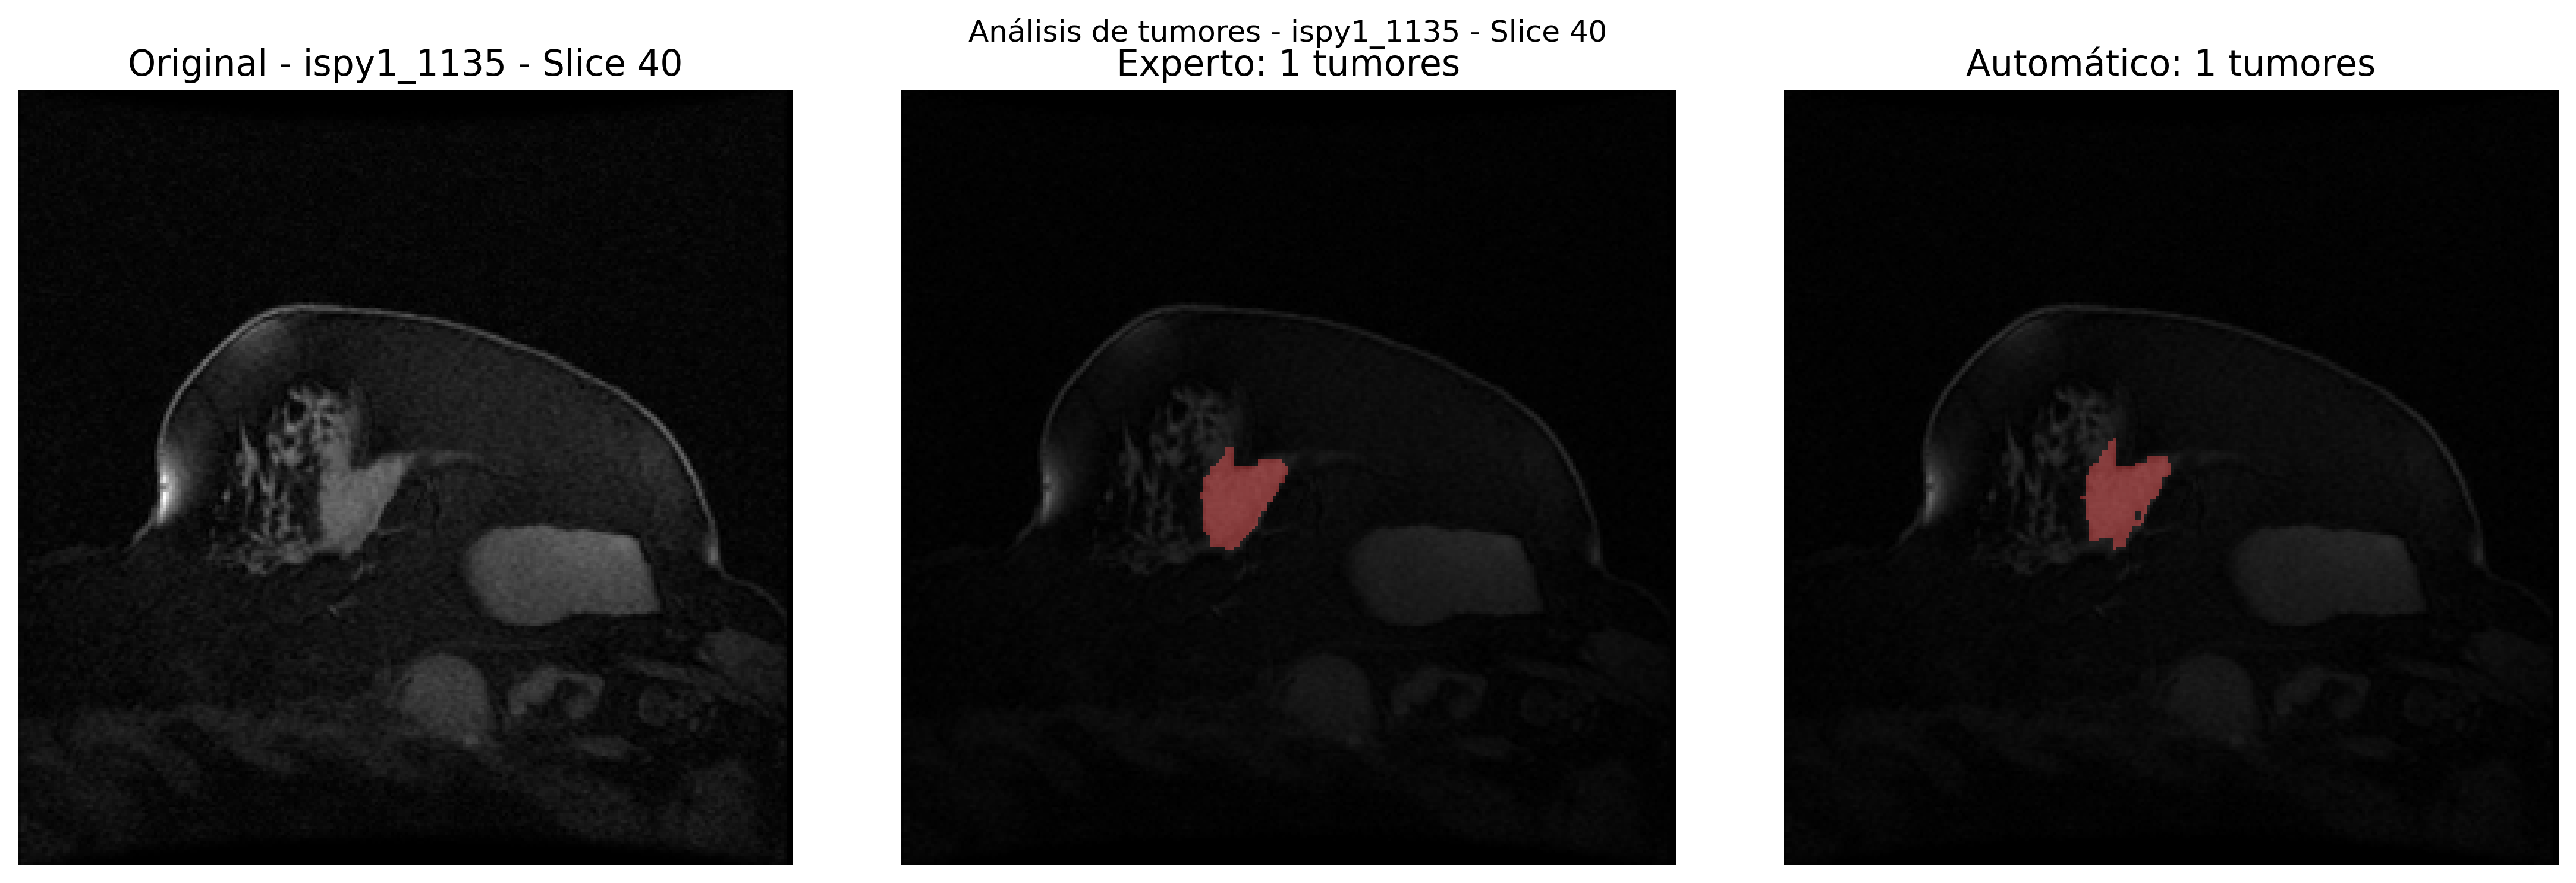 Análisis de tumores - ispy1_1135 - Slice 40
Original - ispy1_1135 - Slice 40
Experto: 1 tumores
Automático: 1 tumores